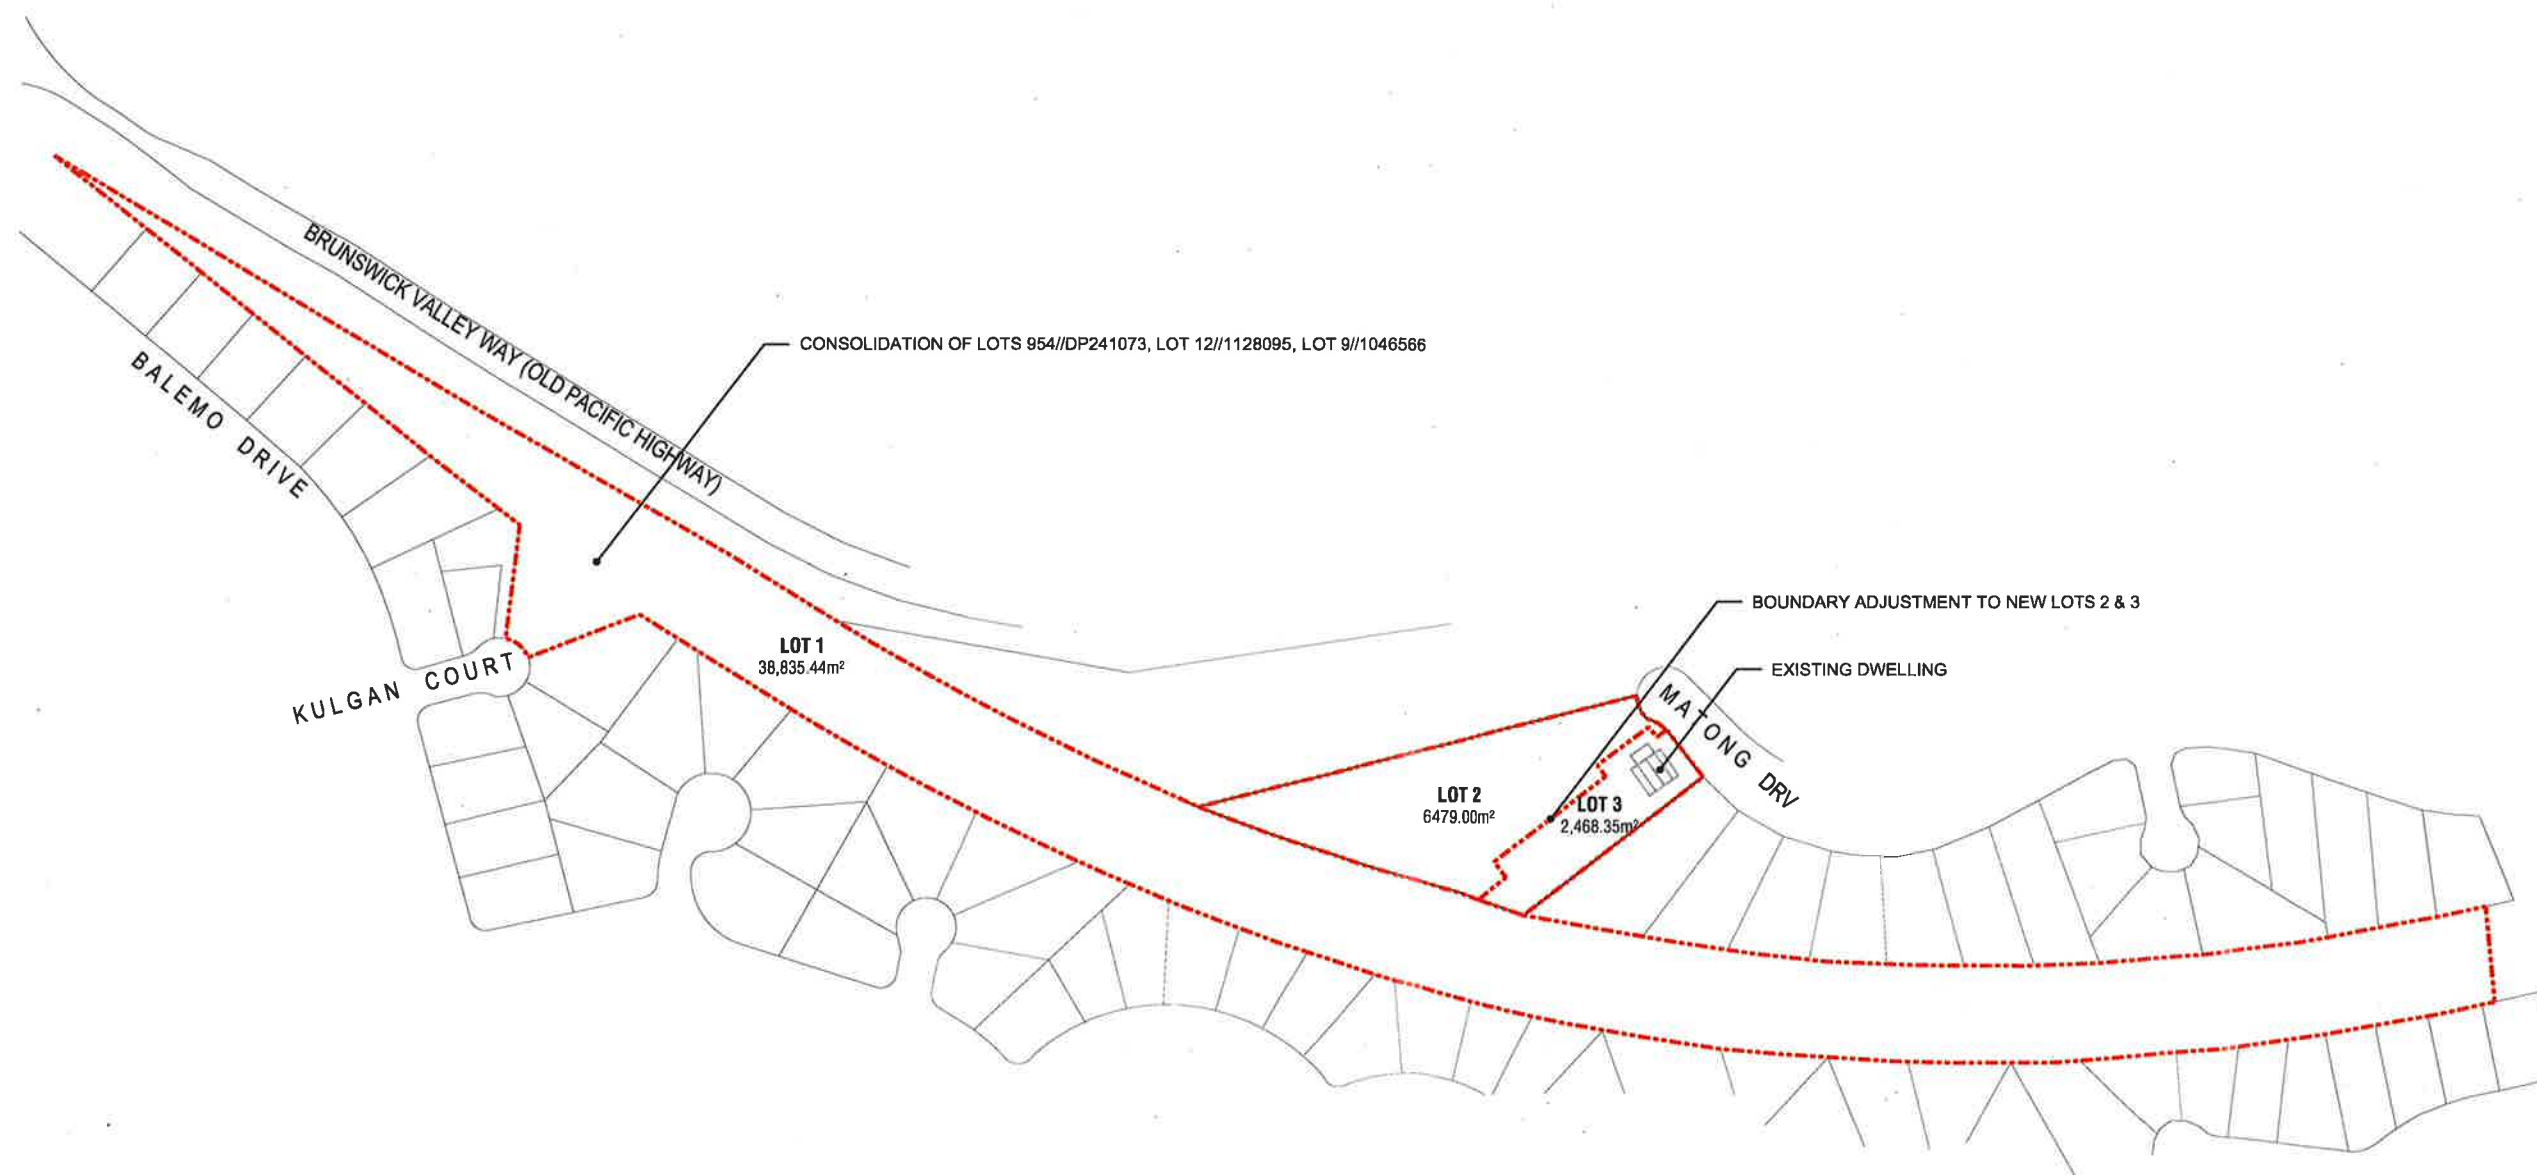 BRUNSWICK VALLEY WAY (OLD PACIFIC HIGHWAY)
CONSOLIDATION OF LOTS 954//DP241073, LOT 12//1128095, LOT 9//1046566
BALEMO DRIVE
BOUNDARY ADJUSTMENT TO NEW LOTS 2 & 3
LOT 1
38,835.44m²
EXISTING DWELLING
KULGAN COURT
MATONG DRV
LOT 2
6479.00m²
LOT 3
2,468.35m²